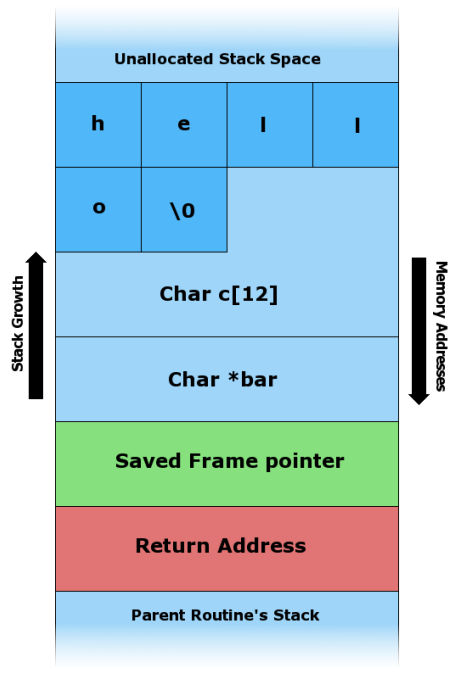 Unallocated Stack Space
h e l l
o \0
Char c[12]
Stack Growth
Memory Addresses
Char *bar
Saved Frame pointer
Return Address
Parent Routine's Stack